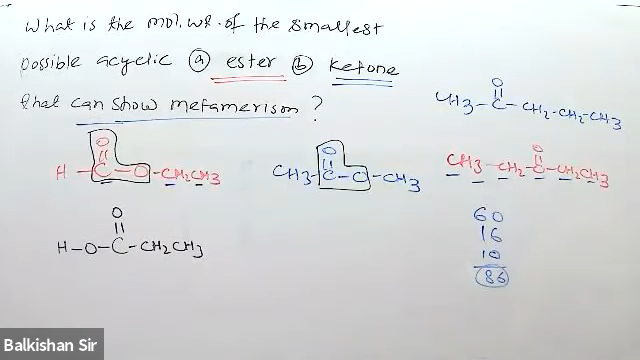 What is the mol. wt. of the smallest
possible acyclic (a) ester (b) ketone
that can show metamerison ?
O
||
CH3-C-CH2-CH2-CH3
O
||
H-C-O-CH2CH3
O
||
CH3-C-O-CH3
O
||
CH3-CH2-C-CH2CH3
O
||
H-O-C-CH2CH3
60
16
10
86
Balkishan Sir